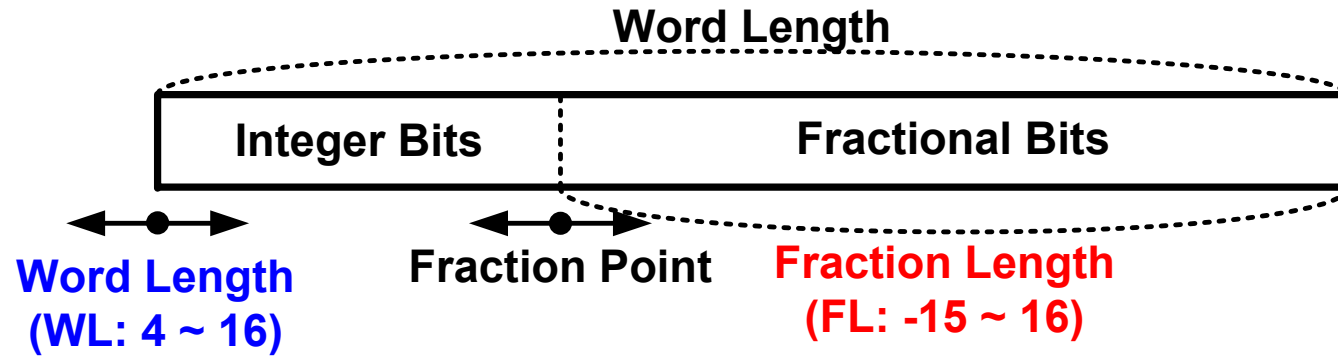 Word Length
Integer Bits
Fractional Bits
Word Length
(WL: 4 ~ 16)
Fraction Point
Fraction Length
(FL: -15 ~ 16)